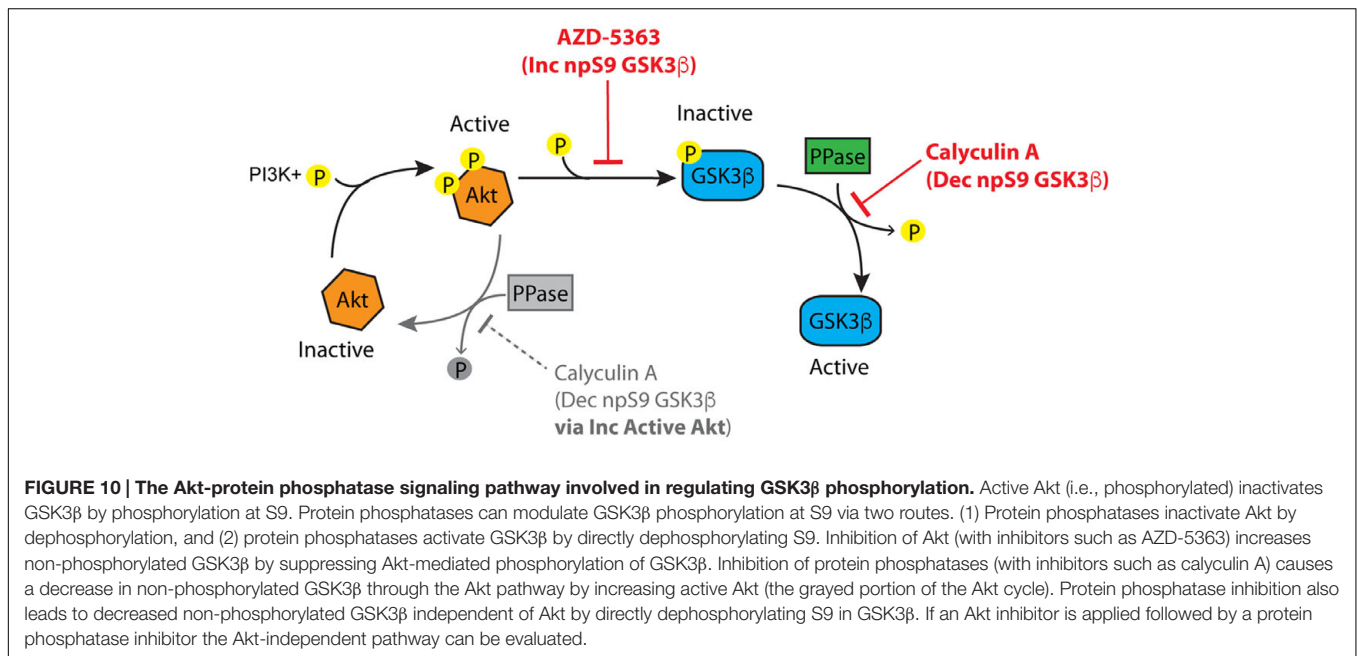 AZD-5363
(Inc npS9 GSK3β)
Inactive
Active
P
P
PPase
Calyculin A
(Dec npS9 GSK3β)
P
PI3K+ P
P
Akt
GSK3β
P
Akt
PPase
GSK3β
Inactive
Active
P
Calyculin A
(Dec npS9 GSK3β
via Inc Active Akt)
FIGURE 10 | The Akt-protein phosphatase signaling pathway involved in regulating GSK3β phosphorylation. Active Akt (i.e., phosphorylated) inactivates
GSK3β by phosphorylation at S9. Protein phosphatases can modulate GSK3β phosphorylation at S9 via two routes. (1) Protein phosphatases inactivate Akt by
dephosphorylation, and (2) protein phosphatases activate GSK3β by directly dephosphorylating S9. Inhibition of Akt (with inhibitors such as AZD-5363) increases
non-phosphorylated GSK3β by suppressing Akt-mediated phosphorylation of GSK3β. Inhibition of protein phosphatases (with inhibitors such as calyculin A) causes
a decrease in non-phosphorylated GSK3β through the Akt pathway by increasing active Akt (the grayed portion of the Akt cycle). Protein phosphatase inhibition also
leads to decreased non-phosphorylated GSK3β independent of Akt by directly dephosphorylating S9 in GSK3β. If an Akt inhibitor is applied followed by a protein
phosphatase inhibitor the Akt-independent pathway can be evaluated.